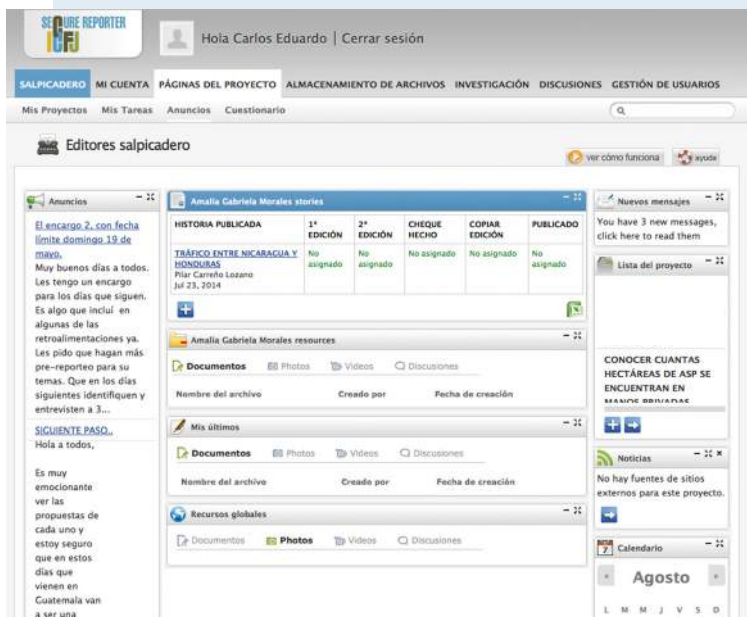 SECURE REPORTER
ICFJ
Hola Carlos Eduardo | Cerrar sesión
SALPICADERO MI CUENTA PÁGINAS DEL PROYECTO ALMACENAMIENTO DE ARCHIVOS INVESTIGACIÓN DISCUSIONES GESTIÓN DE USUARIOS
Mis Proyectos Mis Tareas Anuncios Cuestionario
Editores salpicadero
ver cómo funciona ayude
Anuncios
El encargo 2, con fecha
límite domingo 19 de
mayo.
Muy buenos días a todos.
Les tengo un encargo
para los días que siguen.
Es algo que incluí en
algunas de las
retroalimentaciones ya.
Les pido que hagan más
pre-reporteo para su
temas. Que en los días
siguientes identifiquen y
entrevisten a 3...
SIGUIENTE PASO..
Hola a todos,
Es muy
emocionante
ver las
propuestas de
cada uno y
estoy seguro
que en estos
días que
vienen en
Guatemala van
a ser una
Amalia Gabriela Morales stories
HISTORIA PUBLICADA 1ª EDICIÓN 2ª EDICIÓN CHEQUE HECHO COPIAR EDICIÓN PUBLICADO
TRÁFICO ENTRE NICARAGUA Y
HONDURAS
Pilar Carreño Lozano
Jul 23, 2014
No asignado No asignado No asignado No asignado No asignado
Amalia Gabriela Morales resources
Documentos Photos Videos Discusiones
Nombre del archivo Creado por Fecha de creación
Mis últimos
Documentos Photos Videos Discusiones
Nombre del archivo Creado por Fecha de creación
Recursos globales
Documentos Photos Videos Discusiones
Nuevos mensajes
You have 3 new messages,
click here to read them
Lista del proyecto
CONOCER CUANTAS
HECTÁREAS DE ASP SE
ENCUENTRAN EN
MANOS PRIVADAS
Noticias
No hay fuentes de sitios
externos para este proyecto.
Calendario
7
« Agosto »
L M M J V S D